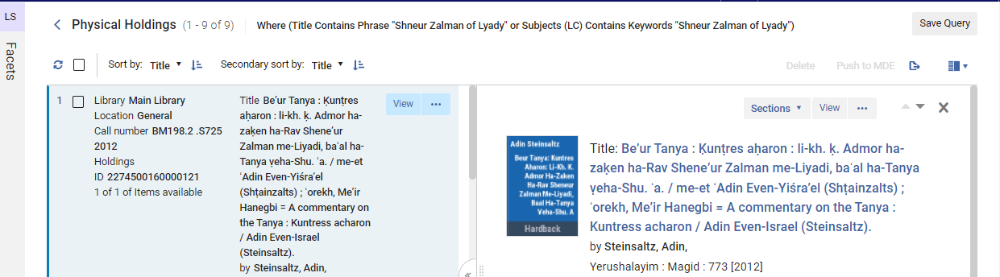 LS
Facets
Physical Holdings (1 - 9 of 9) Where (Title Contains Phrase "Shneur Zalman of Lyady" or Subjects (LC) Contains Keywords "Shneur Zalman of Lyady")
Save Query
Sort by: Title Secondary sort by: Title
Delete Push to MDE
1
Library Main Library
Location General
Call number BM198.2 .S725
2012
Holdings
ID 2274500160000121
1 of 1 of Items available
Title Be’ur Tanya : Ḳunṭres
aḥaron : li-kh. ḳ. Admor ha-
zaḳen ha-Rav Shene’ur
Zalman me-Liyadi, baʻal ha-
Tanya ṿeha-Shu. ʻa. / me-et
ʻAdin Even-Yiśra’el
(Shṭainzalts) ; ʻorekh, Me’ir
Hanegbi = A commentary on
the Tanya : Kuntress acharon
/ Adin Even-Israel
(Steinsaltz).
by Steinsaltz, Adin,
View ...
Sections View ...
Adin Steinsaltz
Beur Tanya: Kuntres
Aharon: Li-Kh. K.
Admor Ha-Zaken
Ha-Rav Sheneur
Zalman Me-Liyadi,
Baal Ha-Tanya
Veha-Shu. A
Hardback
Title: Be’ur Tanya : Ḳunṭres aḥaron : li-kh. ḳ. Admor ha-
zaḳen ha-Rav Shene’ur Zalman me-Liyadi, baʻal ha-Tanya
ṿeha-Shu. ʻa. / me-et ʻAdin Even-Yiśra’el (Shṭainzalts) ;
ʻorekh, Me’ir Hanegbi = A commentary on the Tanya :
Kuntress acharon / Adin Even-Israel (Steinsaltz).
by Steinsaltz, Adin,
Yerushalayim : Magid : 773 [2012]